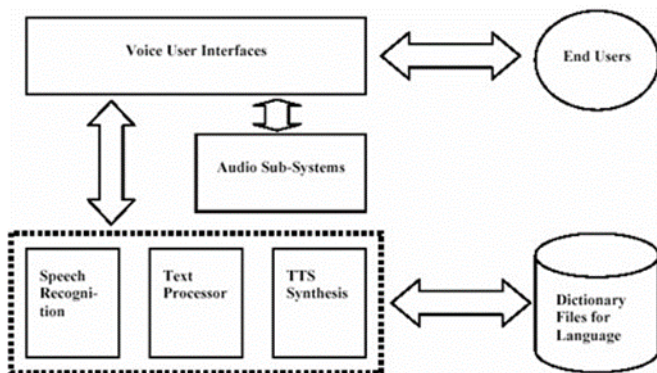 Voice User Interfaces
End Users
Audio Sub-Systems
Speech
Recogni-
tion
Text
Processor
TTS
Synthesis
Dictionary
Files for
Language